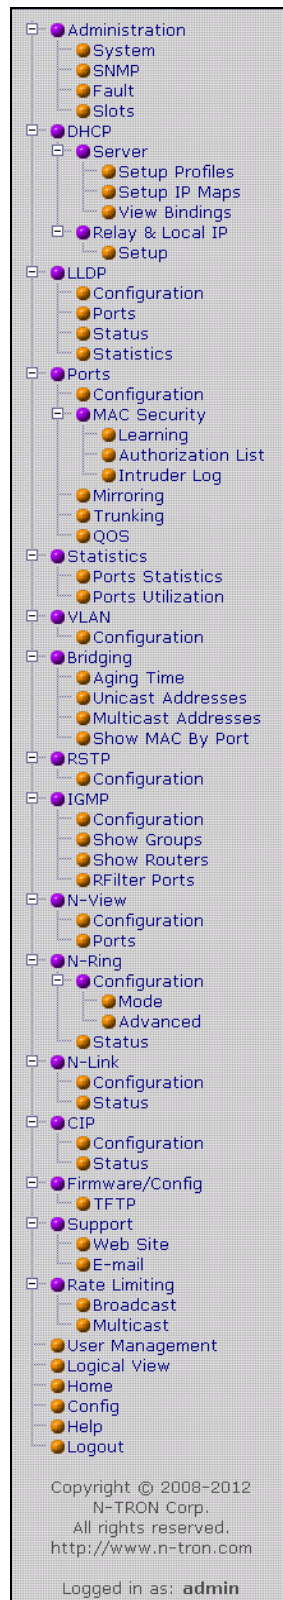 Administration
System
SNMP
Fault
Slots
DHCP
Server
Setup Profiles
Setup IP Maps
View Bindings
Relay & Local IP
Setup
LLDP
Configuration
Ports
Status
Statistics
Ports
Configuration
MAC Security
Learning
Authorization List
Intruder Log
Mirroring
Trunking
QOS
Statistics
Ports Statistics
Ports Utilization
VLAN
Configuration
Bridging
Aging Time
Unicast Addresses
Multicast Addresses
Show MAC By Port
RSTP
Configuration
IGMP
Configuration
Show Groups
Show Routers
RFilter Ports
N-View
Configuration
Ports
N-Ring
Configuration
Mode
Advanced
Status
N-Link
Configuration
Status
CIP
Configuration
Status
Firmware/Config
TFTP
Support
Web Site
E-mail
Rate Limiting
Broadcast
Multicast
User Management
Logical View
Home
Config
Help
Logout
Copyright © 2008-2012
N-TRON Corp.
All rights reserved.
http://www.n-tron.com
Logged in as: admin